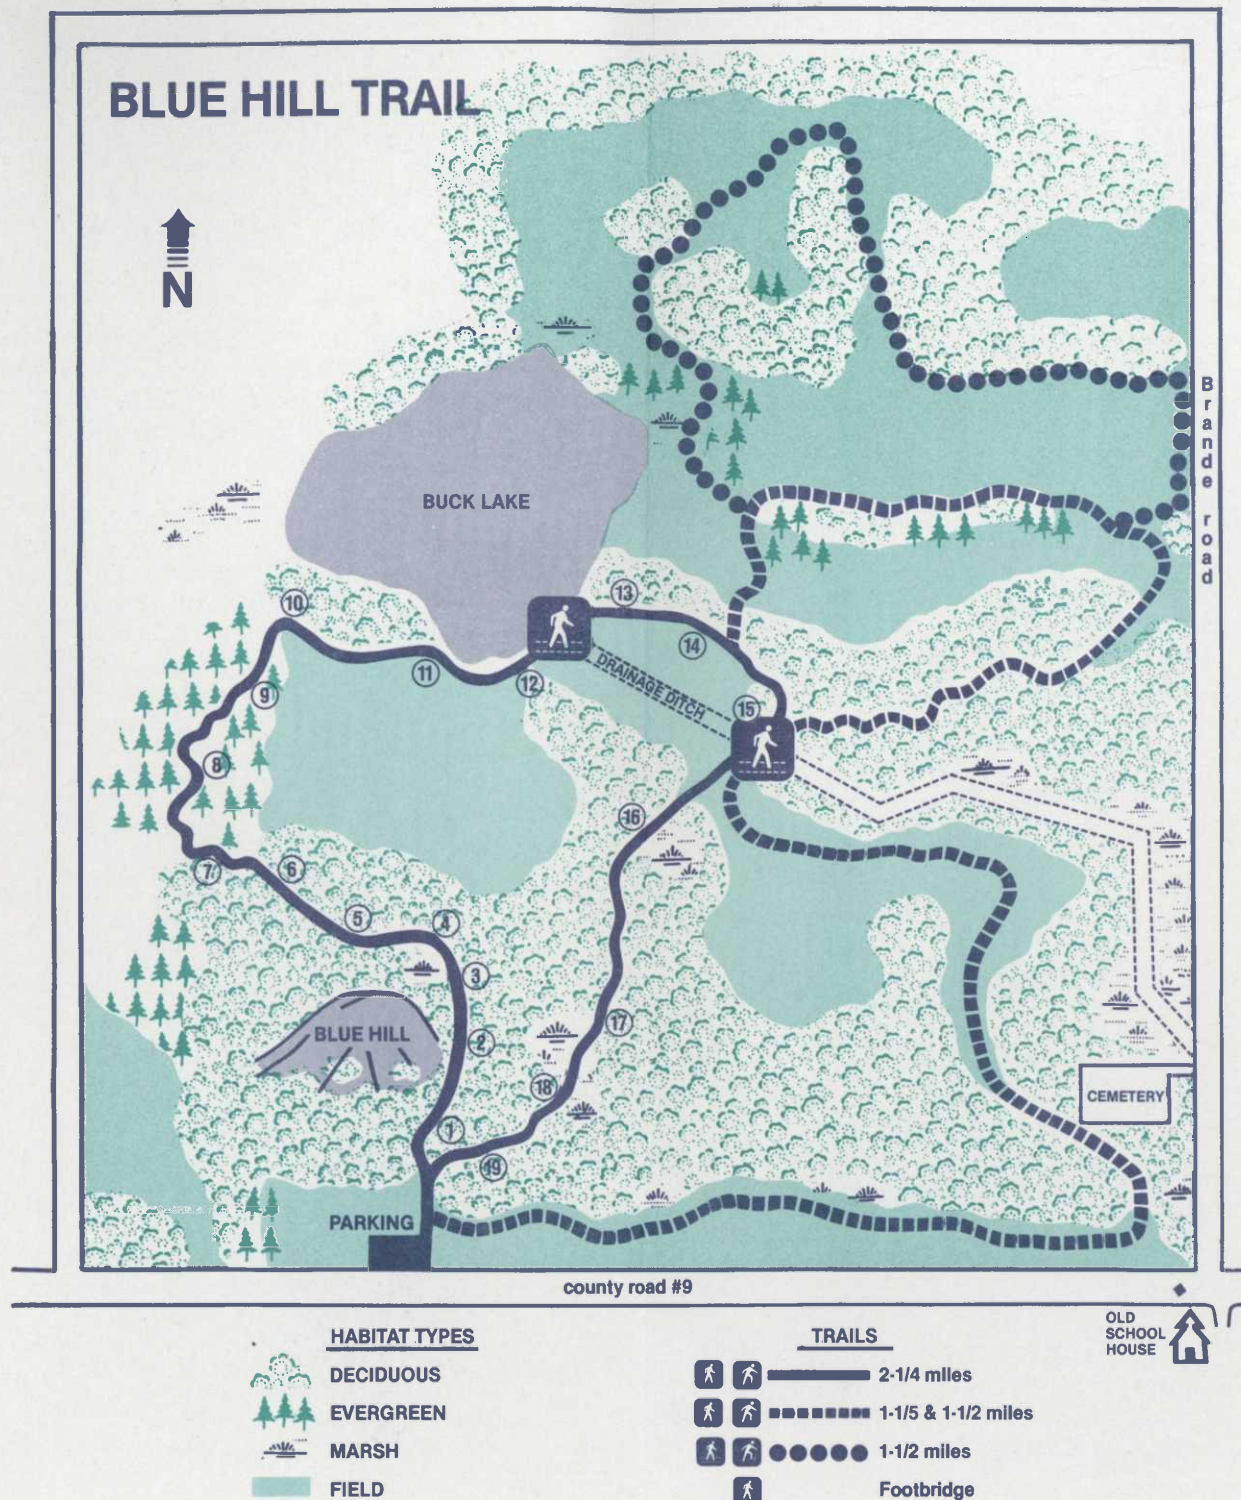 BLUE HILL TRAIL
N
BUCK LAKE
Brande road
10
13
11
12
14
DRAINAGE DITCH
9
15
8
16
7
6
5
4
3
BLUE HILL
2
17
18
CEMETERY
1
19
PARKING
county road #9
OLD
SCHOOL
HOUSE
HABITAT TYPES
DECIDUOUS
EVERGREEN
MARSH
FIELD
TRAILS
2-1/4 miles
1-1/5 & 1-1/2 miles
1-1/2 miles
Footbridge